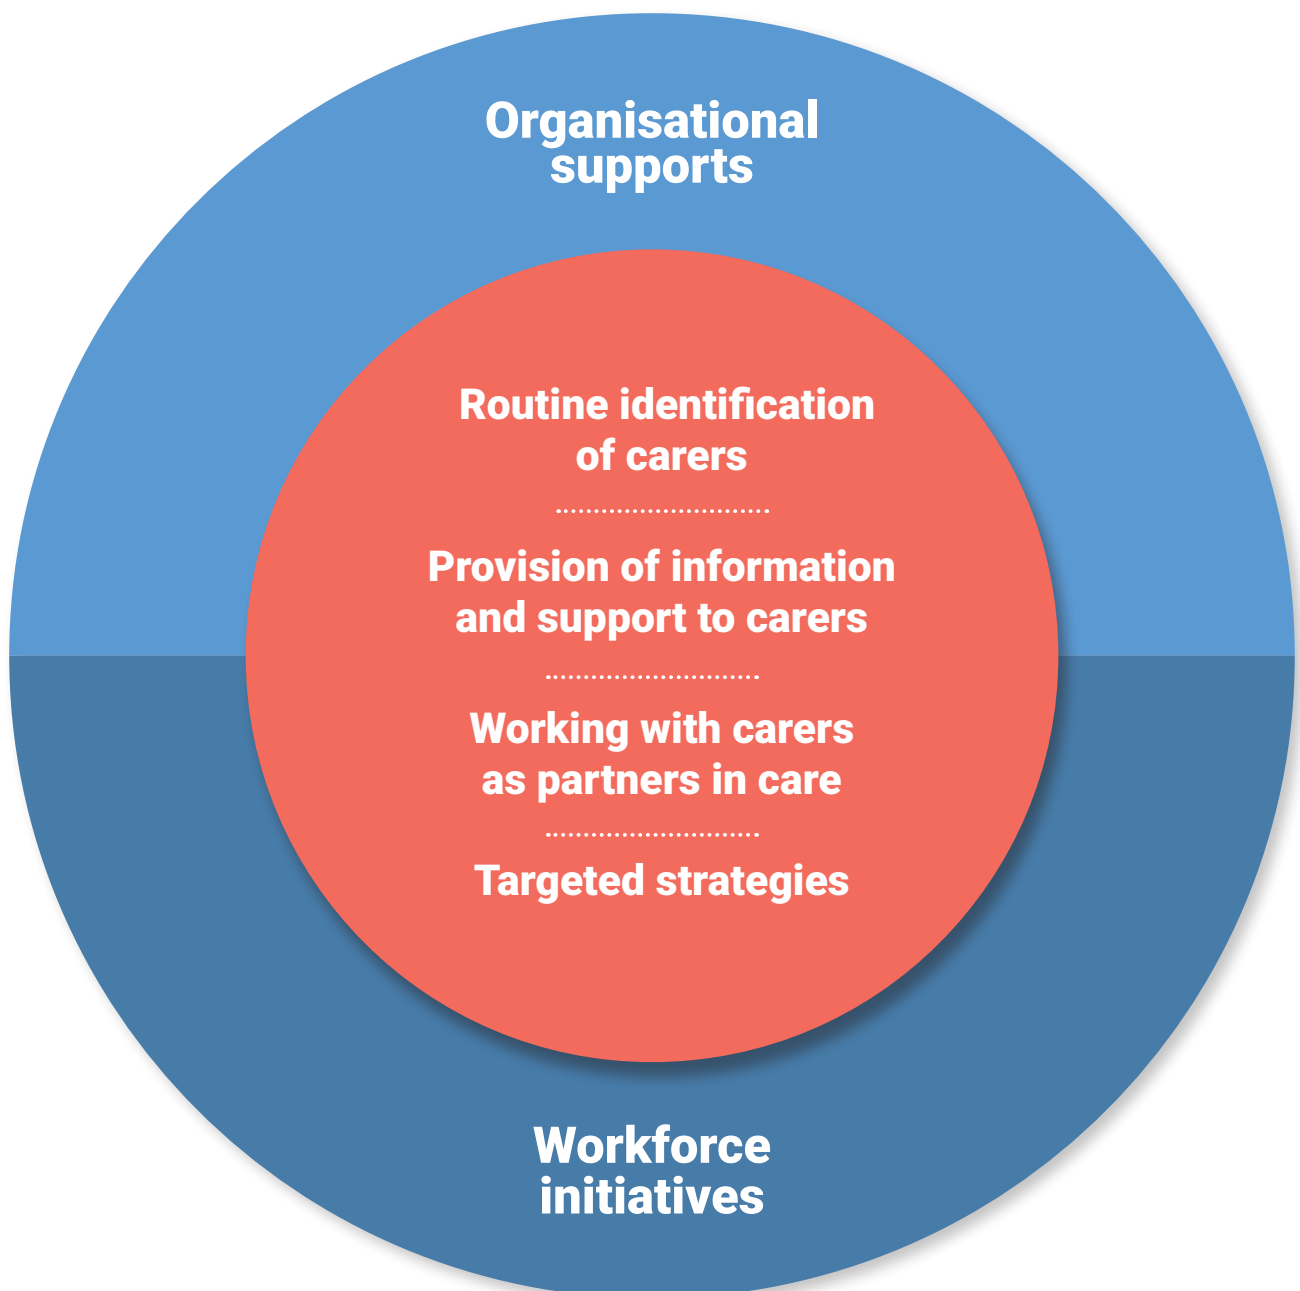 Organisational
supports
Routine identification
of carers
Provision of information
and support to carers
Working with carers
as partners in care
Targeted strategies
Workforce
initiatives